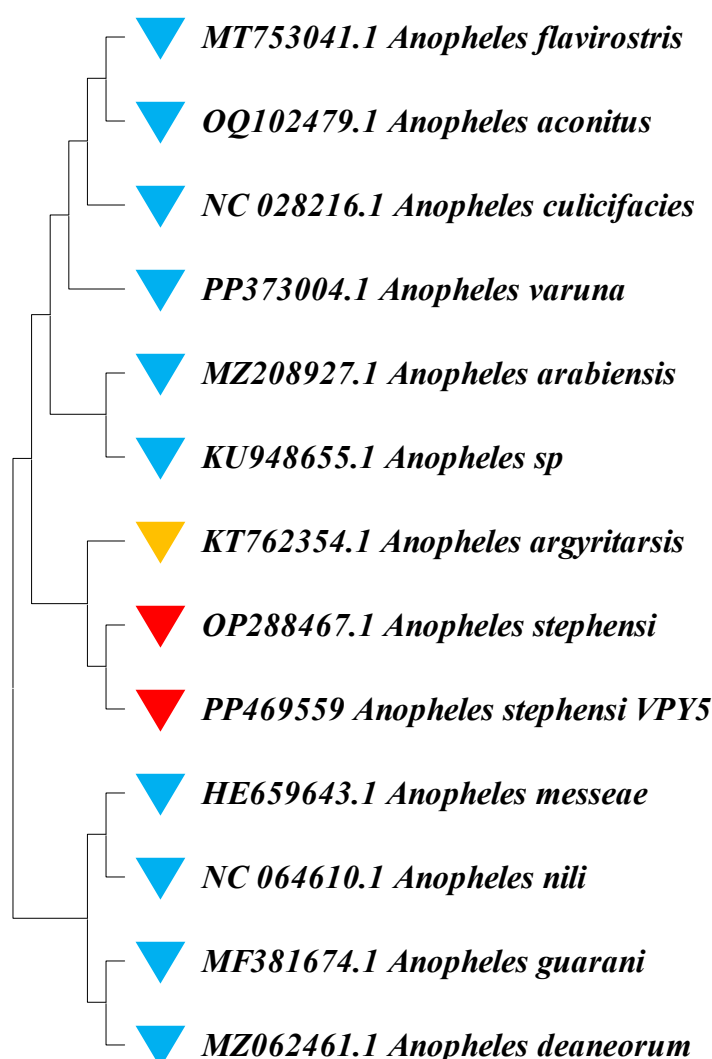 MT753041.1 Anopheles flavirostris
OQ102479.1 Anopheles aconitus
NC 028216.1 Anopheles culicifacies
PP373004.1 Anopheles varuna
MZ208927.1 Anopheles arabiensis
KU948655.1 Anopheles sp
KT762354.1 Anopheles argyritarsis
OP288467.1 Anopheles stephensi
PP469559 Anopheles stephensi VPY5
HE659643.1 Anopheles messeae
NC 064610.1 Anopheles nili
MF381674.1 Anopheles guarani
MZ062461.1 Anopheles deaneorum